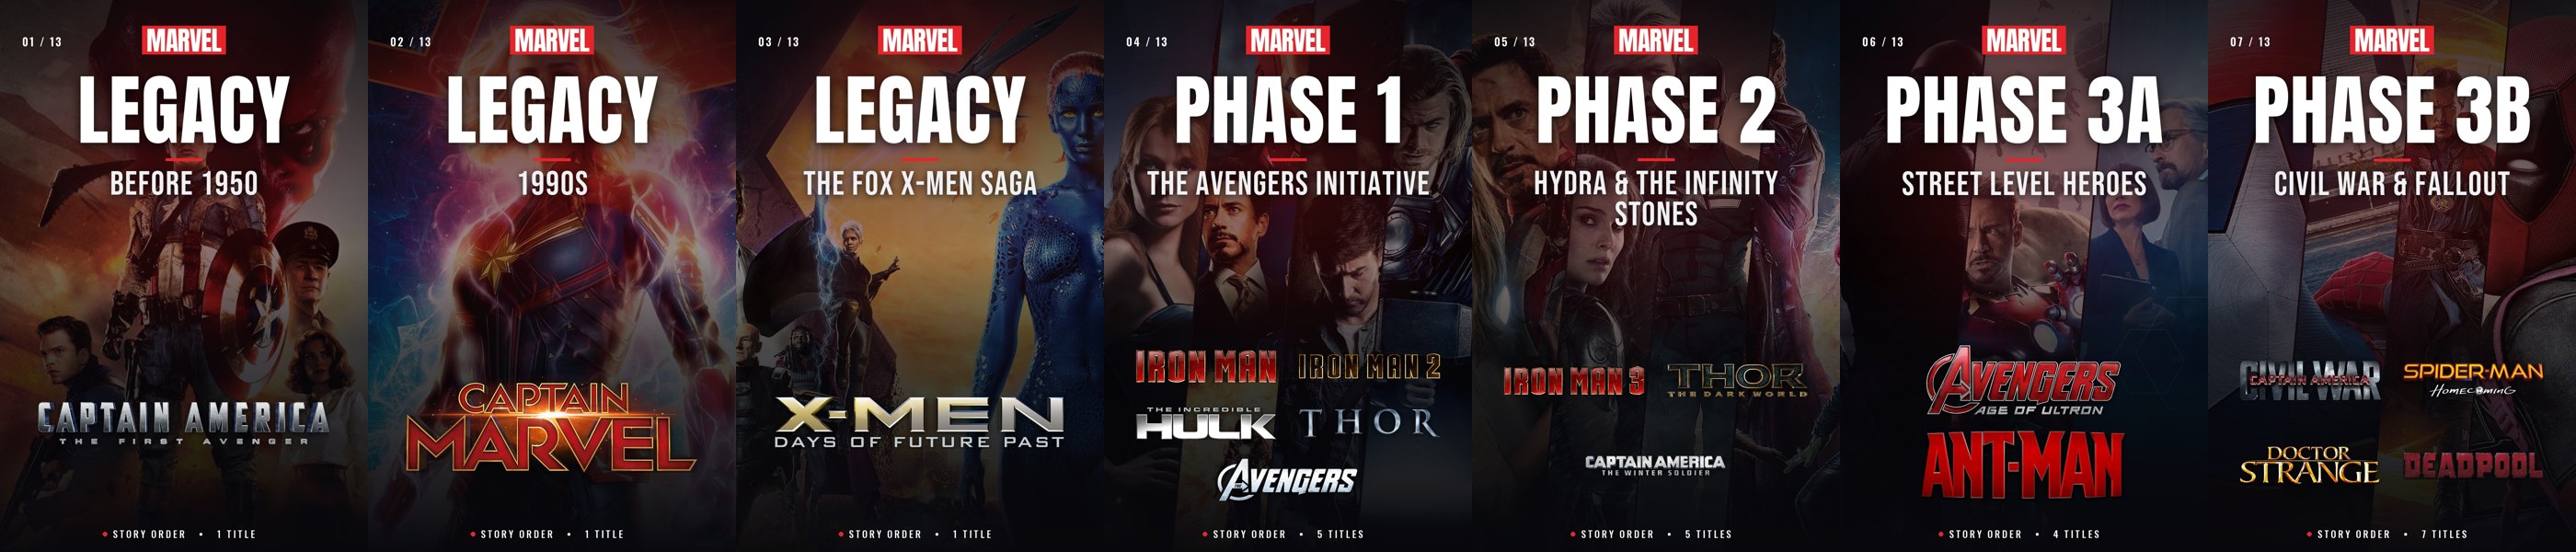 01 / 13
MARVEL
LEGACY
BEFORE 1950
CAPTAIN AMERICA
THE FIRST AVENGER
STORY ORDER • 1 TITLE
02 / 13
MARVEL
LEGACY
1990S
CAPTAIN
MARVEL
STORY ORDER • 1 TITLE
03 / 13
MARVEL
LEGACY
THE FOX X-MEN SAGA
X-MEN
DAYS OF FUTURE PAST
STORY ORDER • 1 TITLE
04 / 13
MARVEL
PHASE 1
THE AVENGERS INITIATIVE
IRON MAN
IRON MAN 2
THE INCREDIBLE
HULK
THOR
AVENGERS
STORY ORDER • 5 TITLES
05 / 13
MARVEL
PHASE 2
HYDRA & THE INFINITY
STONES
IRON MAN 3
THOR
THE DARK WORLD
CAPTAIN AMERICA
THE WINTER SOLDIER
STORY ORDER • 5 TITLES
06 / 13
MARVEL
PHASE 3A
STREET LEVEL HEROES
AVENGERS
AGE OF ULTRON
ANT-MAN
STORY ORDER • 4 TITLES
07 / 13
MARVEL
PHASE 3B
CIVIL WAR & FALLOUT
CAPTAIN AMERICA
CIVIL WAR
SPIDER-MAN
HOMECOMING
DOCTOR
STRANGE
DEADPOOL
STORY ORDER • 7 TITLES